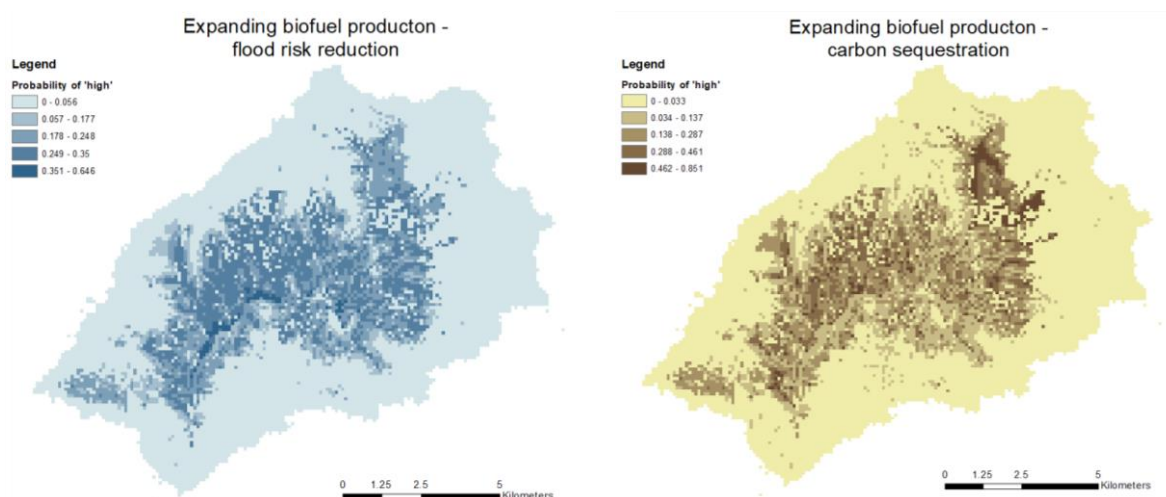 Expanding biofuel producton -
flood risk reduction
Legend
Probability of 'high'
0 - 0.056
0.057 - 0.177
0.178 - 0.248
0.249 - 0.35
0.351 - 0.646
0 1.25 2.5 5
Kilometers
Expanding biofuel producton -
carbon sequestration
Legend
Probability of 'high'
0 - 0.033
0.034 - 0.137
0.138 - 0.287
0.288 - 0.461
0.462 - 0.851
0 1.25 2.5 5
Kilometers